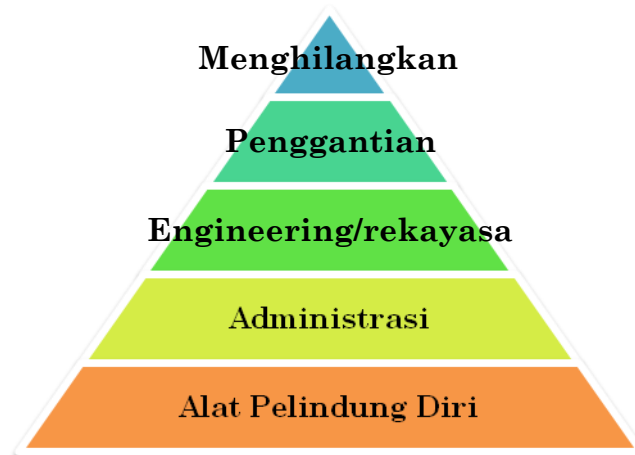 Menghilangkan
Penggantian
Engineering/rekayasa
Administrasi
Alat Pelindung Diri